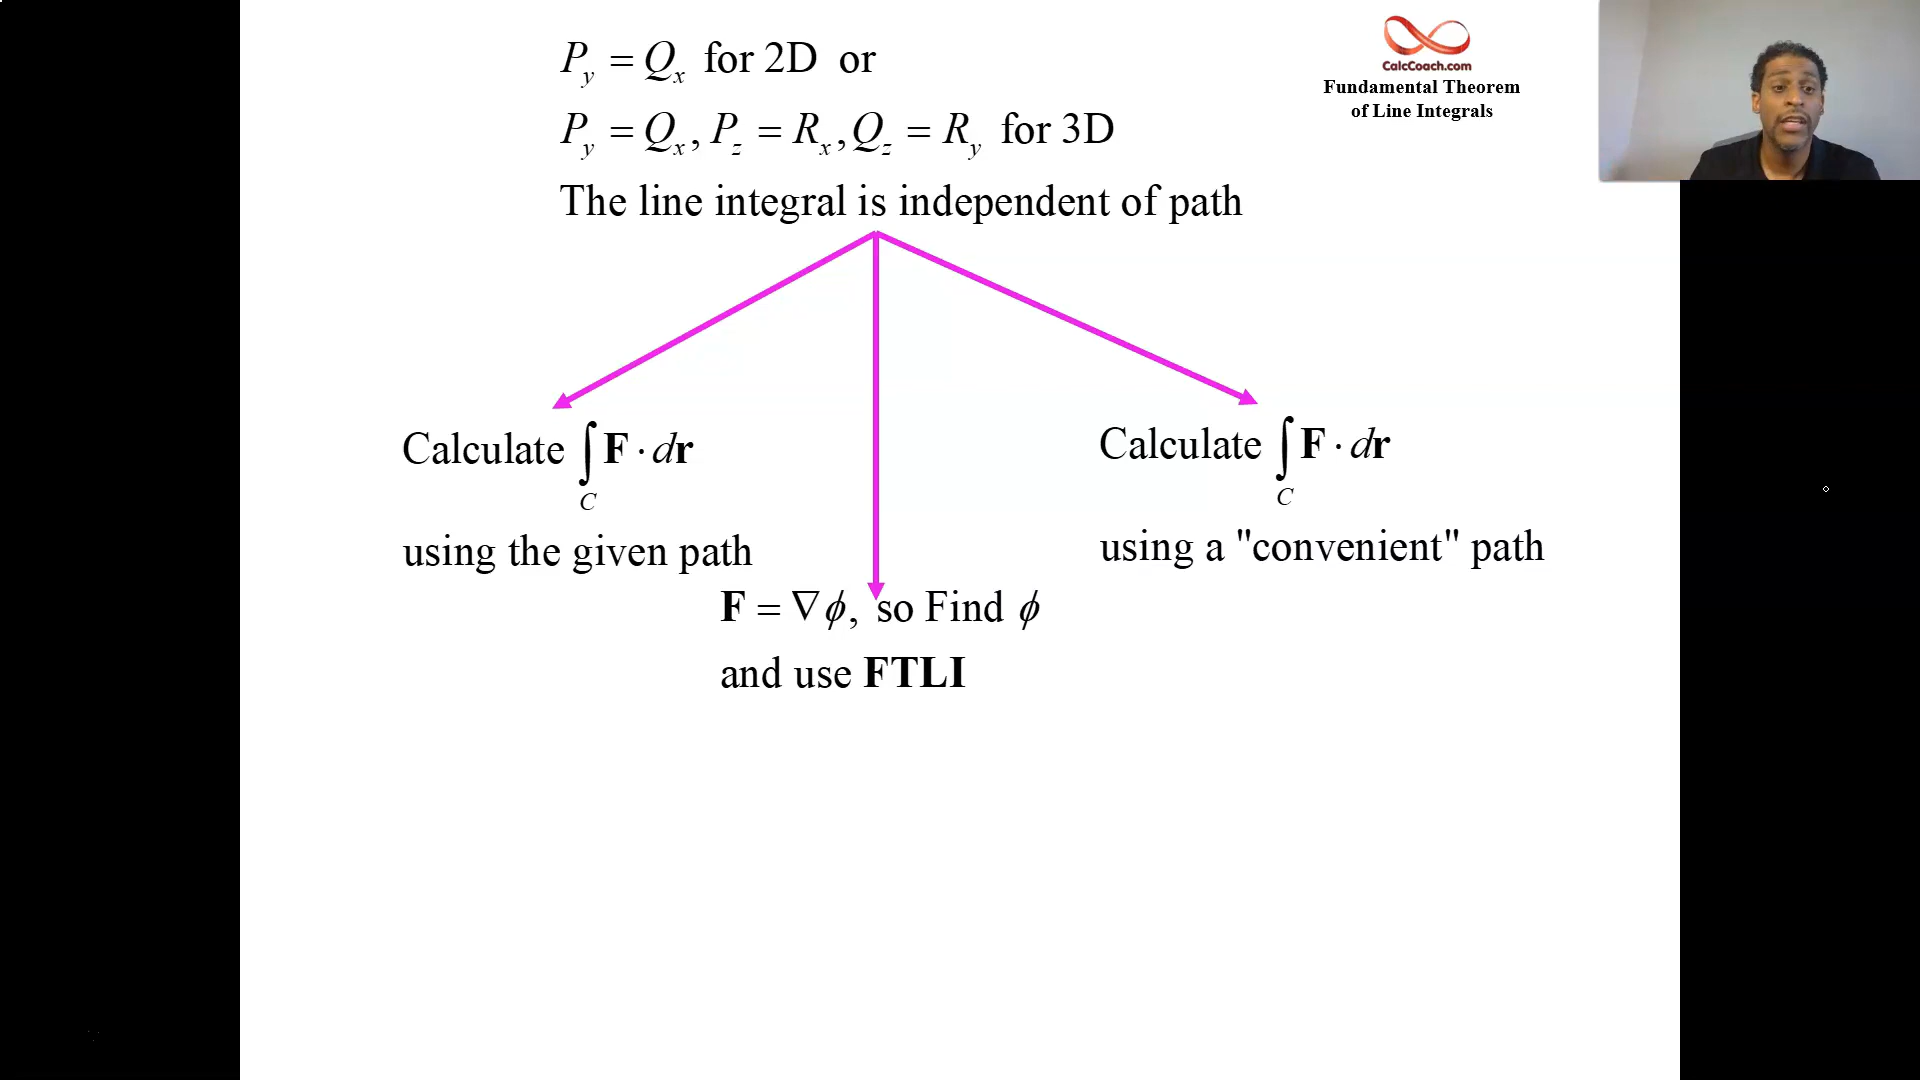 P_y = Q_x for 2D or
P_y = Q_x, P_z = R_x, Q_z = R_y for 3D
The line integral is independent of path
CalcCoach.com
Fundamental Theorem
of Line Integrals
Calculate ∫_C F · dr
using the given path
F = ∇ϕ, so Find ϕ
and use FTLI
Calculate ∫_C F · dr
using a "convenient" path